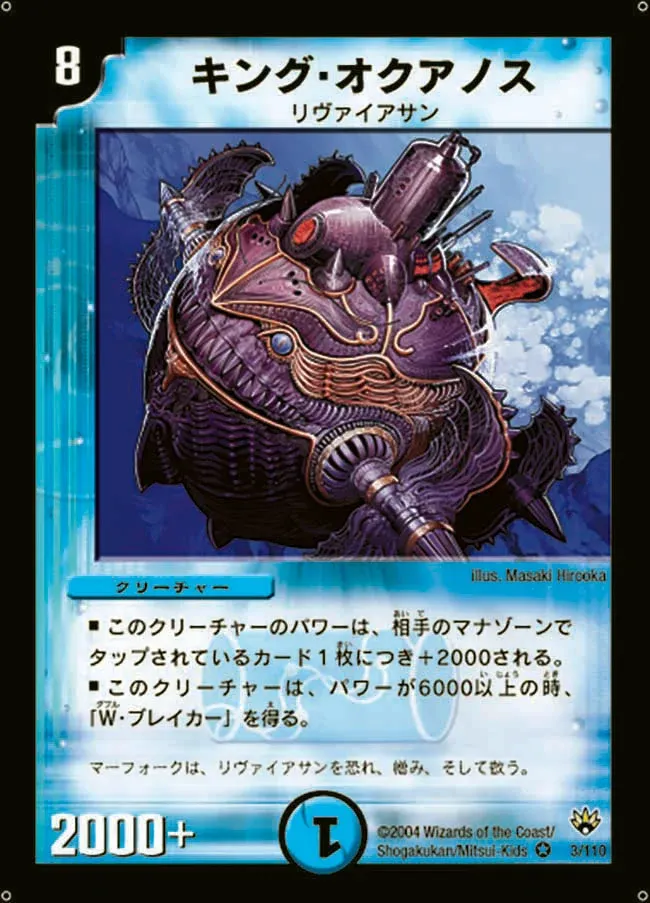 8
キング・オクアノス
リヴァイアサン
illus. Masaki Hirooka
クリーチャー
■ このクリーチャーのパワーは、相手のマナゾーンで
タップされているカード1枚につき+2000される。
■ このクリーチャーは、パワーが6000以上の時、
「W・ブレイカー」を得る。
マーフォークは、リヴァイアサンを恐れ、憎み、そして敬う。
2000+
1
©2004 Wizards of the Coast/
Shogakukan/Mitsui-Kids
3/110